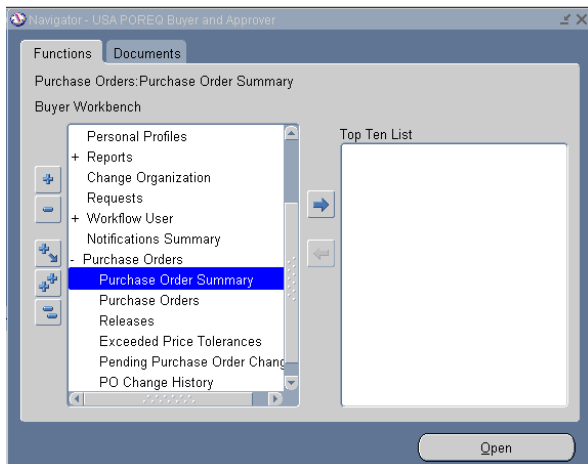 Navigator - USA POREQ Buyer and Approver
Functions
Documents
Purchase Orders:Purchase Order Summary
Buyer Workbench
Personal Profiles
+ Reports
Change Organization
Requests
+ Workflow User
Notifications Summary
- Purchase Orders
Purchase Order Summary
Purchase Orders
Releases
Exceeded Price Tolerances
Pending Purchase Order Chang
PO Change History
Top Ten List
Open